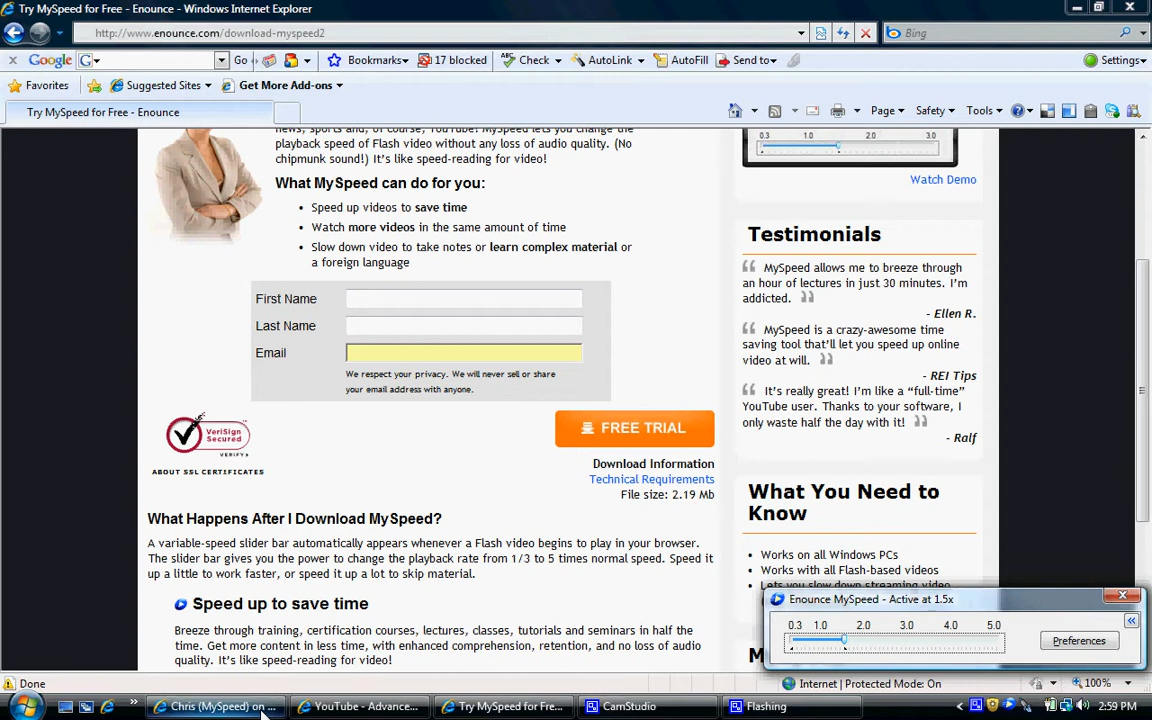 Try MySpeed for Free - Enounce - Windows Internet Explorer
http://www.enounce.com/download-myspeed2
Bing
Google
G
Go
Bookmarks
17 blocked
Check
AutoLink
AutoFill
Send to
Settings
Favorites
Suggested Sites
Get More Add-ons
Try MySpeed for Free - Enounce
Page
Safety
Tools
news, sports and, of course, YouTube! MySpeed lets you change the
playback speed of Flash video without any loss of audio quality. (No
chipmunk sound!) It's like speed-reading for video!
What MySpeed can do for you:
Speed up videos to save time
Watch more videos in the same amount of time
Slow down video to take notes or learn complex material or
a foreign language
First Name
Last Name
Email
We respect your privacy. We will never sell or share
your email address with anyone.
VeriSign
Secured
VERIFY
ABOUT SSL CERTIFICATES
FREE TRIAL
Download Information
Technical Requirements
File size: 2.19 Mb
What Happens After I Download MySpeed?
A variable-speed slider bar automatically appears whenever a Flash video begins to play in your browser.
The slider bar gives you the power to change the playback rate from 1/3 to 5 times normal speed. Speed it
up a little to work faster, or speed it up a lot to skip material.
Speed up to save time
Breeze through training, certification courses, lectures, classes, tutorials and seminars in half the
time. Get more content in less time, with enhanced comprehension, retention, and no loss of audio
quality. It's like speed-reading for video!
0.3 1.0 2.0 3.0
Watch Demo
Testimonials
MySpeed allows me to breeze through
an hour of lectures in just 30 minutes. I'm
addicted.
- Ellen R.
MySpeed is a crazy-awesome time
saving tool that'll let you speed up online
video at will.
- REI Tips
It's really great! I'm like a "full-time"
YouTube user. Thanks to your software, I
only waste half the day with it!
- Ralf
What You Need to
Know
Works on all Windows PCs
Works with all Flash-based videos
Lets you slow down streaming video
Enounce MySpeed - Active at 1.5x
0.3 1.0 2.0 3.0 4.0 5.0
Preferences
Done
Internet | Protected Mode: On
100%
Chris (MySpeed) on ...
YouTube - Advance...
Try MySpeed for Fre...
CamStudio
Flashing
2:59 PM